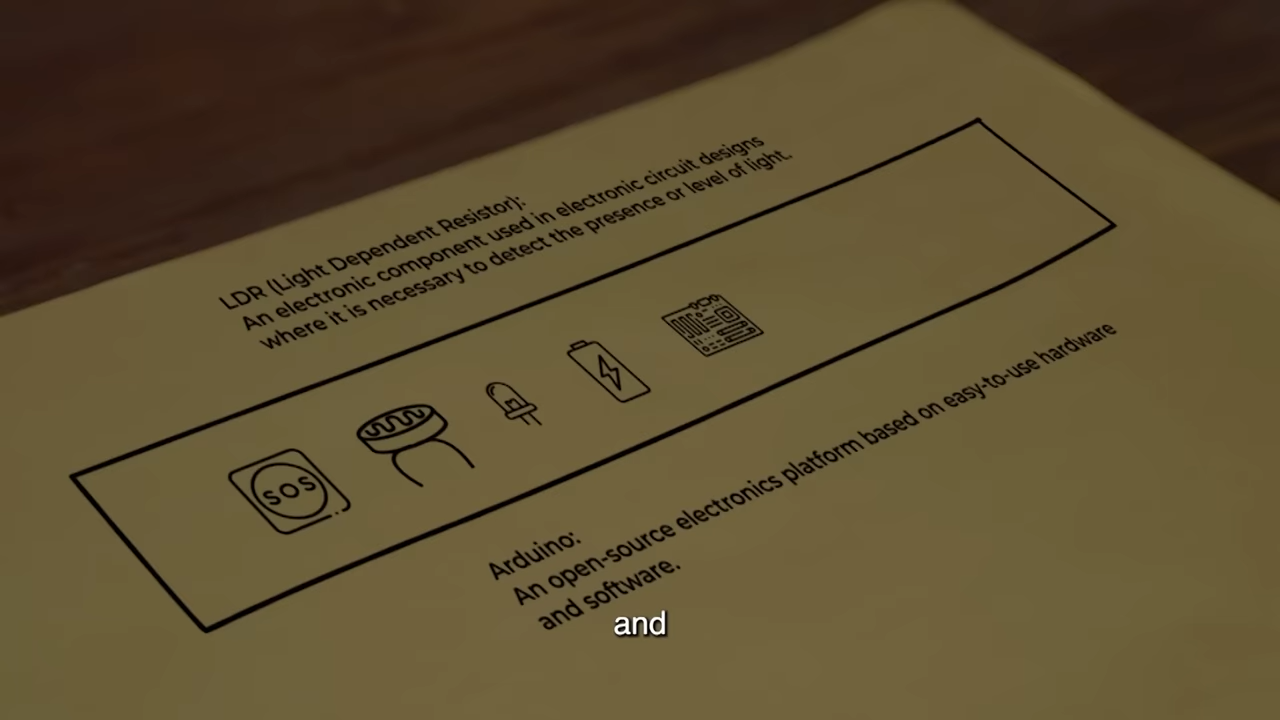 LDR (Light Dependent Resistor):
An electronic component used in electronic circuit designs
where it is necessary to detect the presence or level of light.
SOS
Arduino:
An open-source electronics platform based on easy-to-use hardware
and software.
and